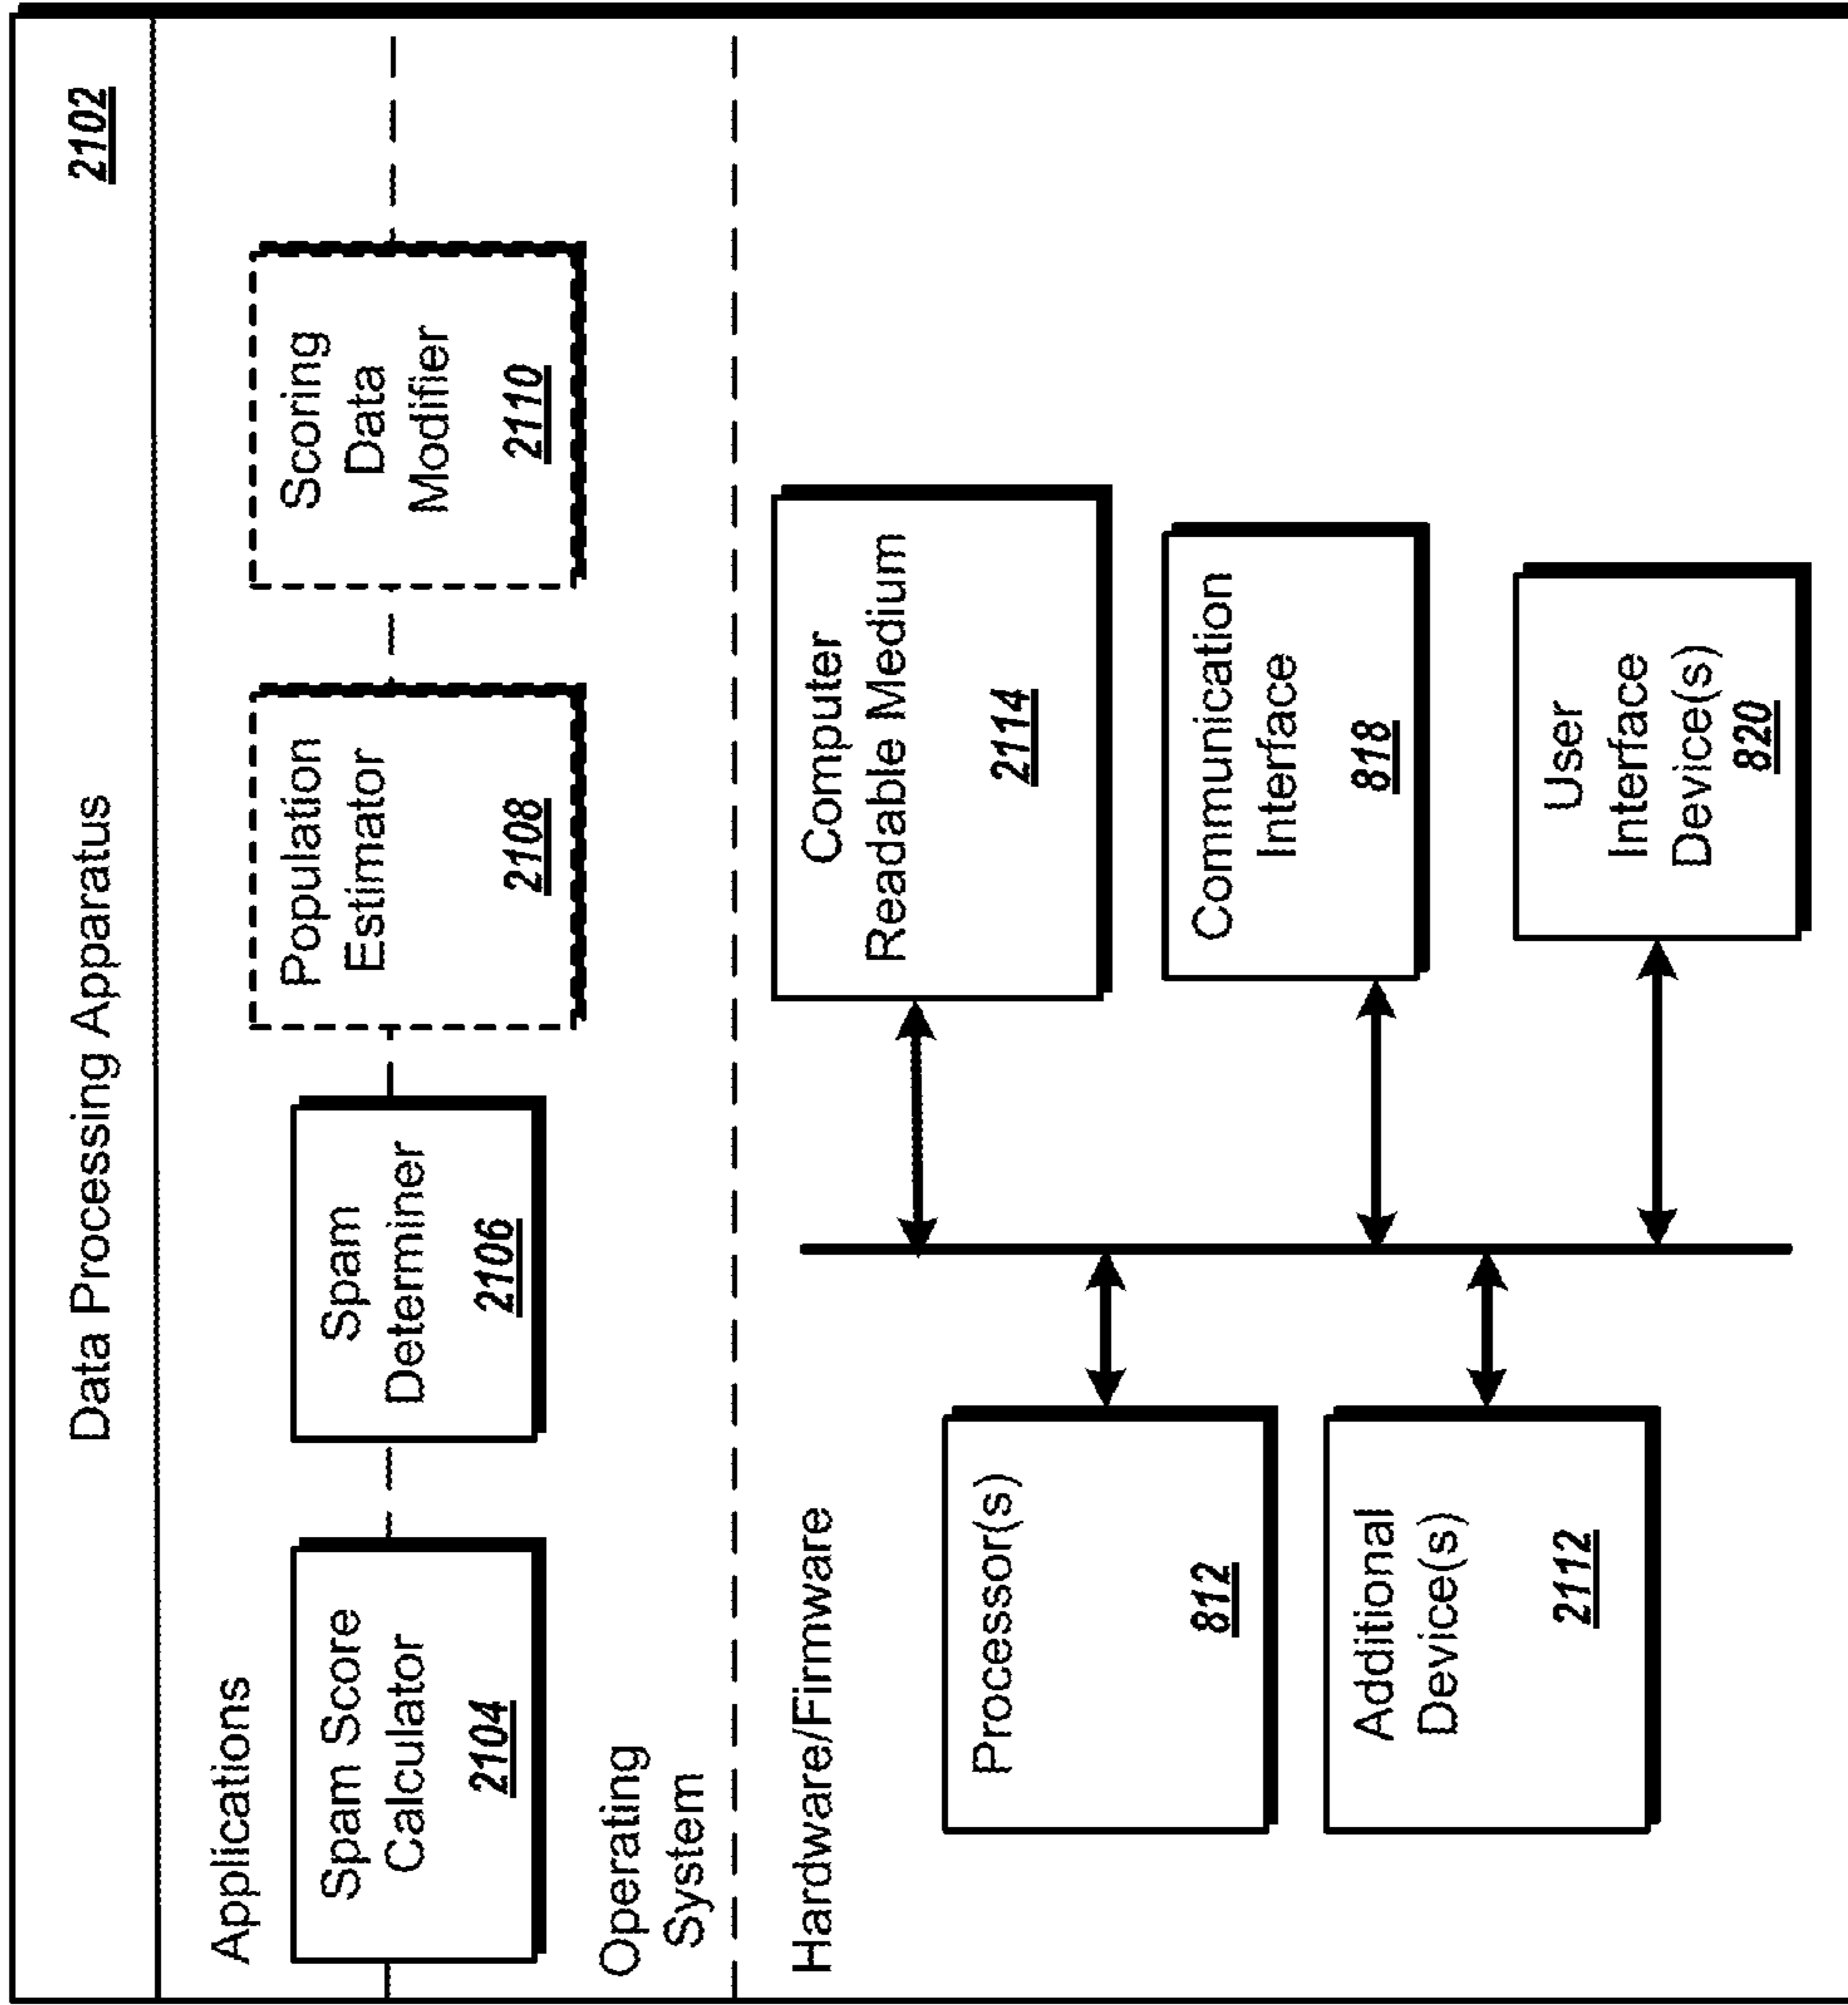 Data Processing Apparatus
2102
Applications
Spam Score
Calculator
2104
Spam
Determiner
2106
Population
Estimator
2108
Scoring
Data
Modifier
2110
Operating
System
Hardware/Firmware
Processor(s)
812
Additional
Device(s)
2112
Computer
Readable Medium
2114
Communication
Interface
818
User
Interface
Device(s)
820